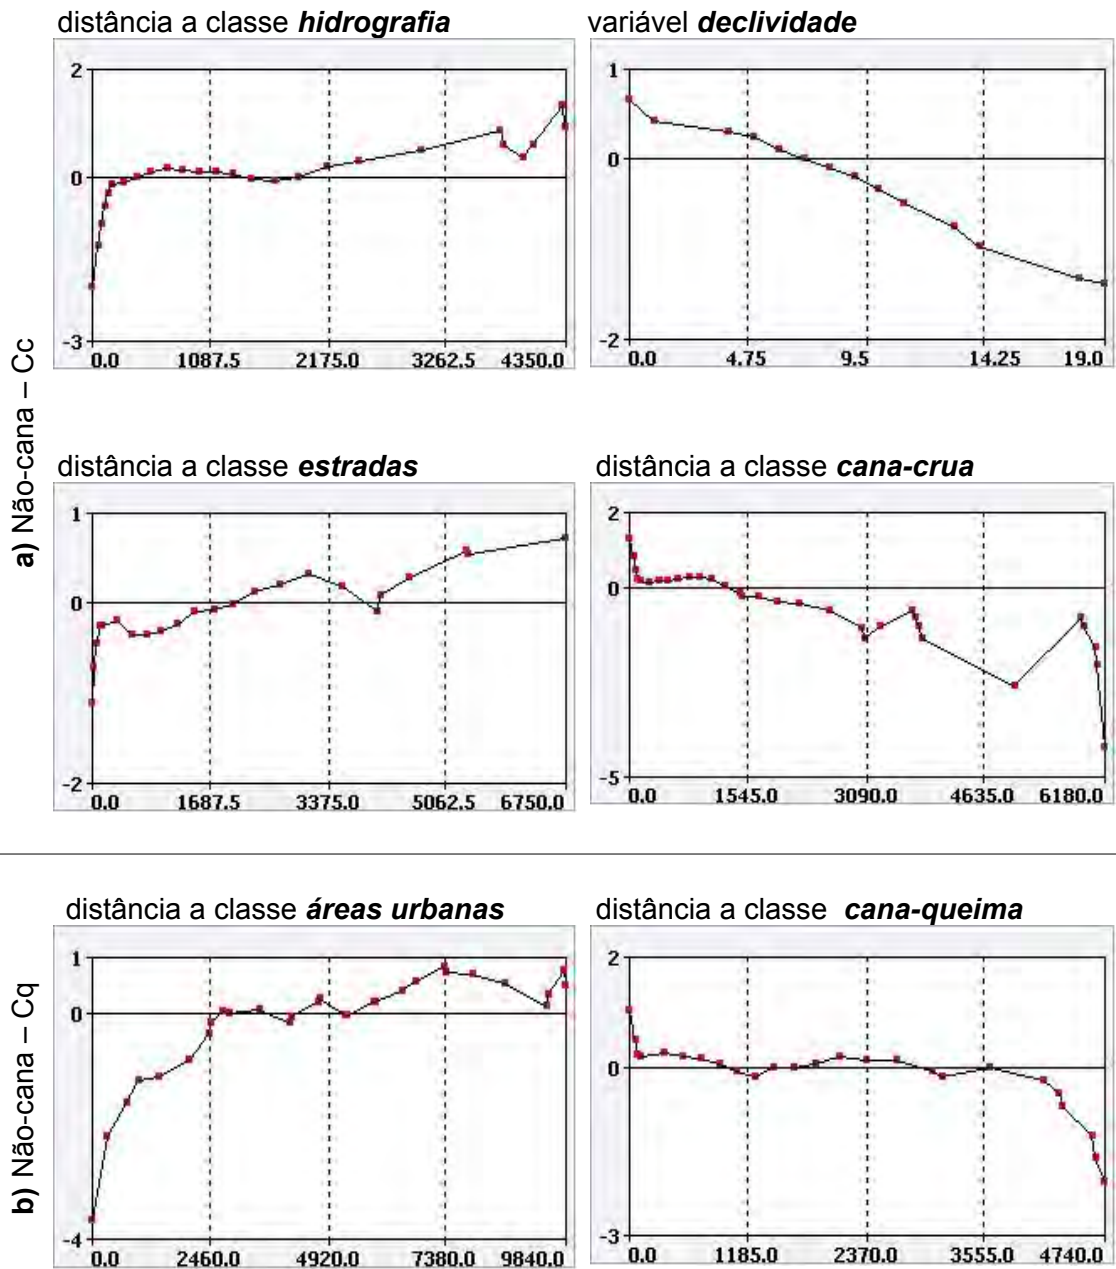 distância a classe hidrografia
2
0
-3
0.0 1087.5 2175.0 3262.5 4350.0
variável declividade
1
0
-2
0.0 4.75 9.5 14.25 19.0
a) Não-cana – Cc
distância a classe estradas
1
0
-2
0.0 1687.5 3375.0 5062.5 6750.0
distância a classe cana-crua
2
0
-5
0.0 1545.0 3090.0 4635.0 6180.0
b) Não-cana – Cq
distância a classe áreas urbanas
1
0
-4
0.0 2460.0 4920.0 7380.0 9840.0
distância a classe cana-queima
2
0
-3
0.0 1185.0 2370.0 3555.0 4740.0